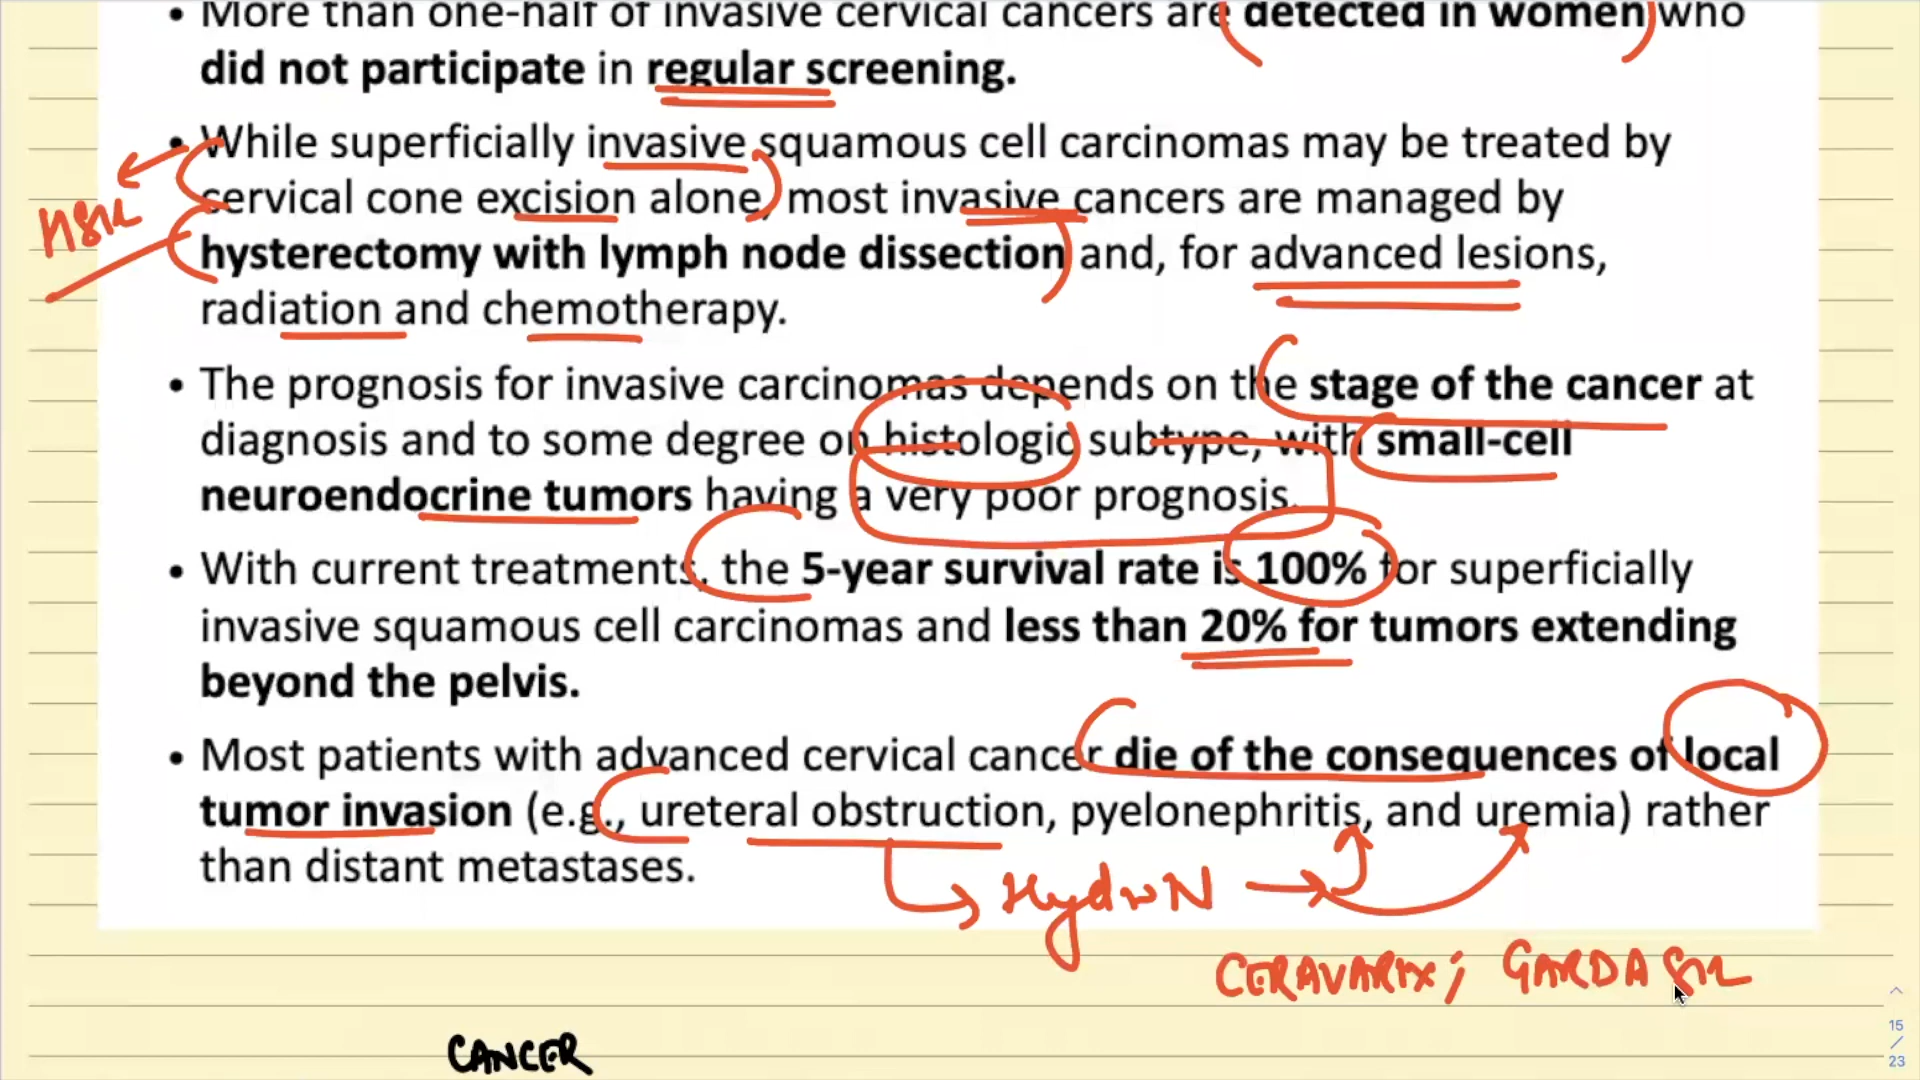 • More than one-half of invasive cervical cancers are detected in women who
did not participate in regular screening.
• While superficially invasive squamous cell carcinomas may be treated by
cervical cone excision alone, most invasive cancers are managed by
HSIL
hysterectomy with lymph node dissection and, for advanced lesions,
radiation and chemotherapy.
• The prognosis for invasive carcinomas depends on the stage of the cancer at
diagnosis and to some degree on histologic subtype, with small-cell
neuroendocrine tumors having a very poor prognosis.
• With current treatments, the 5-year survival rate is 100% for superficially
invasive squamous cell carcinomas and less than 20% for tumors extending
beyond the pelvis.
• Most patients with advanced cervical cancer die of the consequences of local
tumor invasion (e.g., ureteral obstruction, pyelonephritis, and uremia) rather
than distant metastases.
HydroN
CERAVARIX; GARDASIL
15
/
23
CANCER